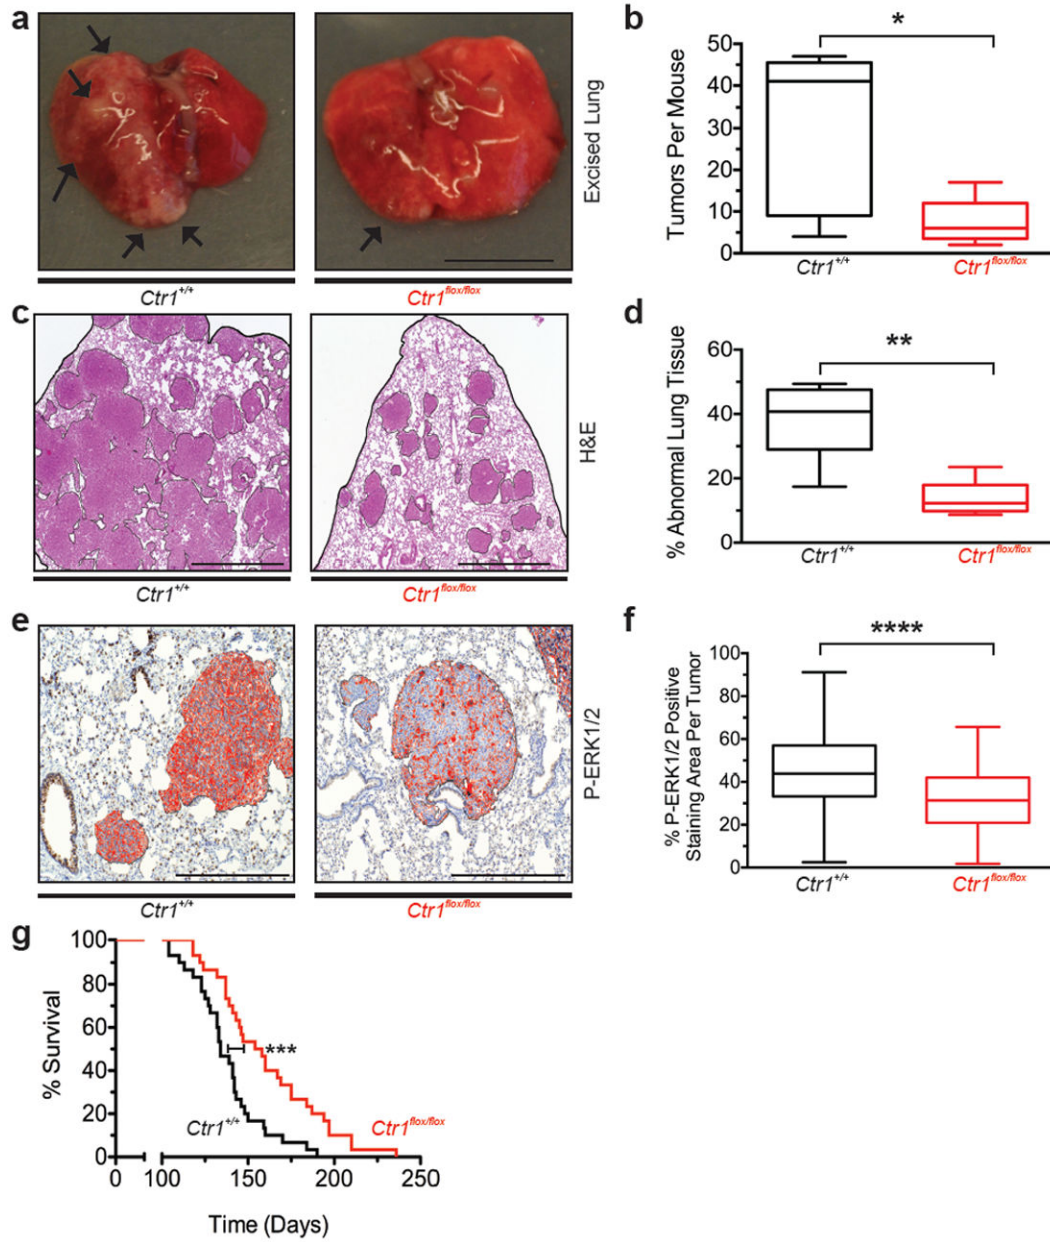 a
Excised Lung
Ctr1+/+
Ctr1flox/flox
b
*
Tumors Per Mouse
50
40
30
20
10
0
Ctr1+/+
Ctr1flox/flox
c
H&E
Ctr1+/+
Ctr1flox/flox
d
**
% Abnormal Lung Tissue
60
40
20
0
Ctr1+/+
Ctr1flox/flox
e
P-ERK1/2
Ctr1+/+
Ctr1flox/flox
f
****
% P-ERK1/2 Positive
Staining Area Per Tumor
100
80
60
40
20
0
Ctr1+/+
Ctr1flox/flox
g
% Survival
100
80
60
40
20
0
***
Ctr1+/+
Ctr1flox/flox
0 100 150 200 250
Time (Days)